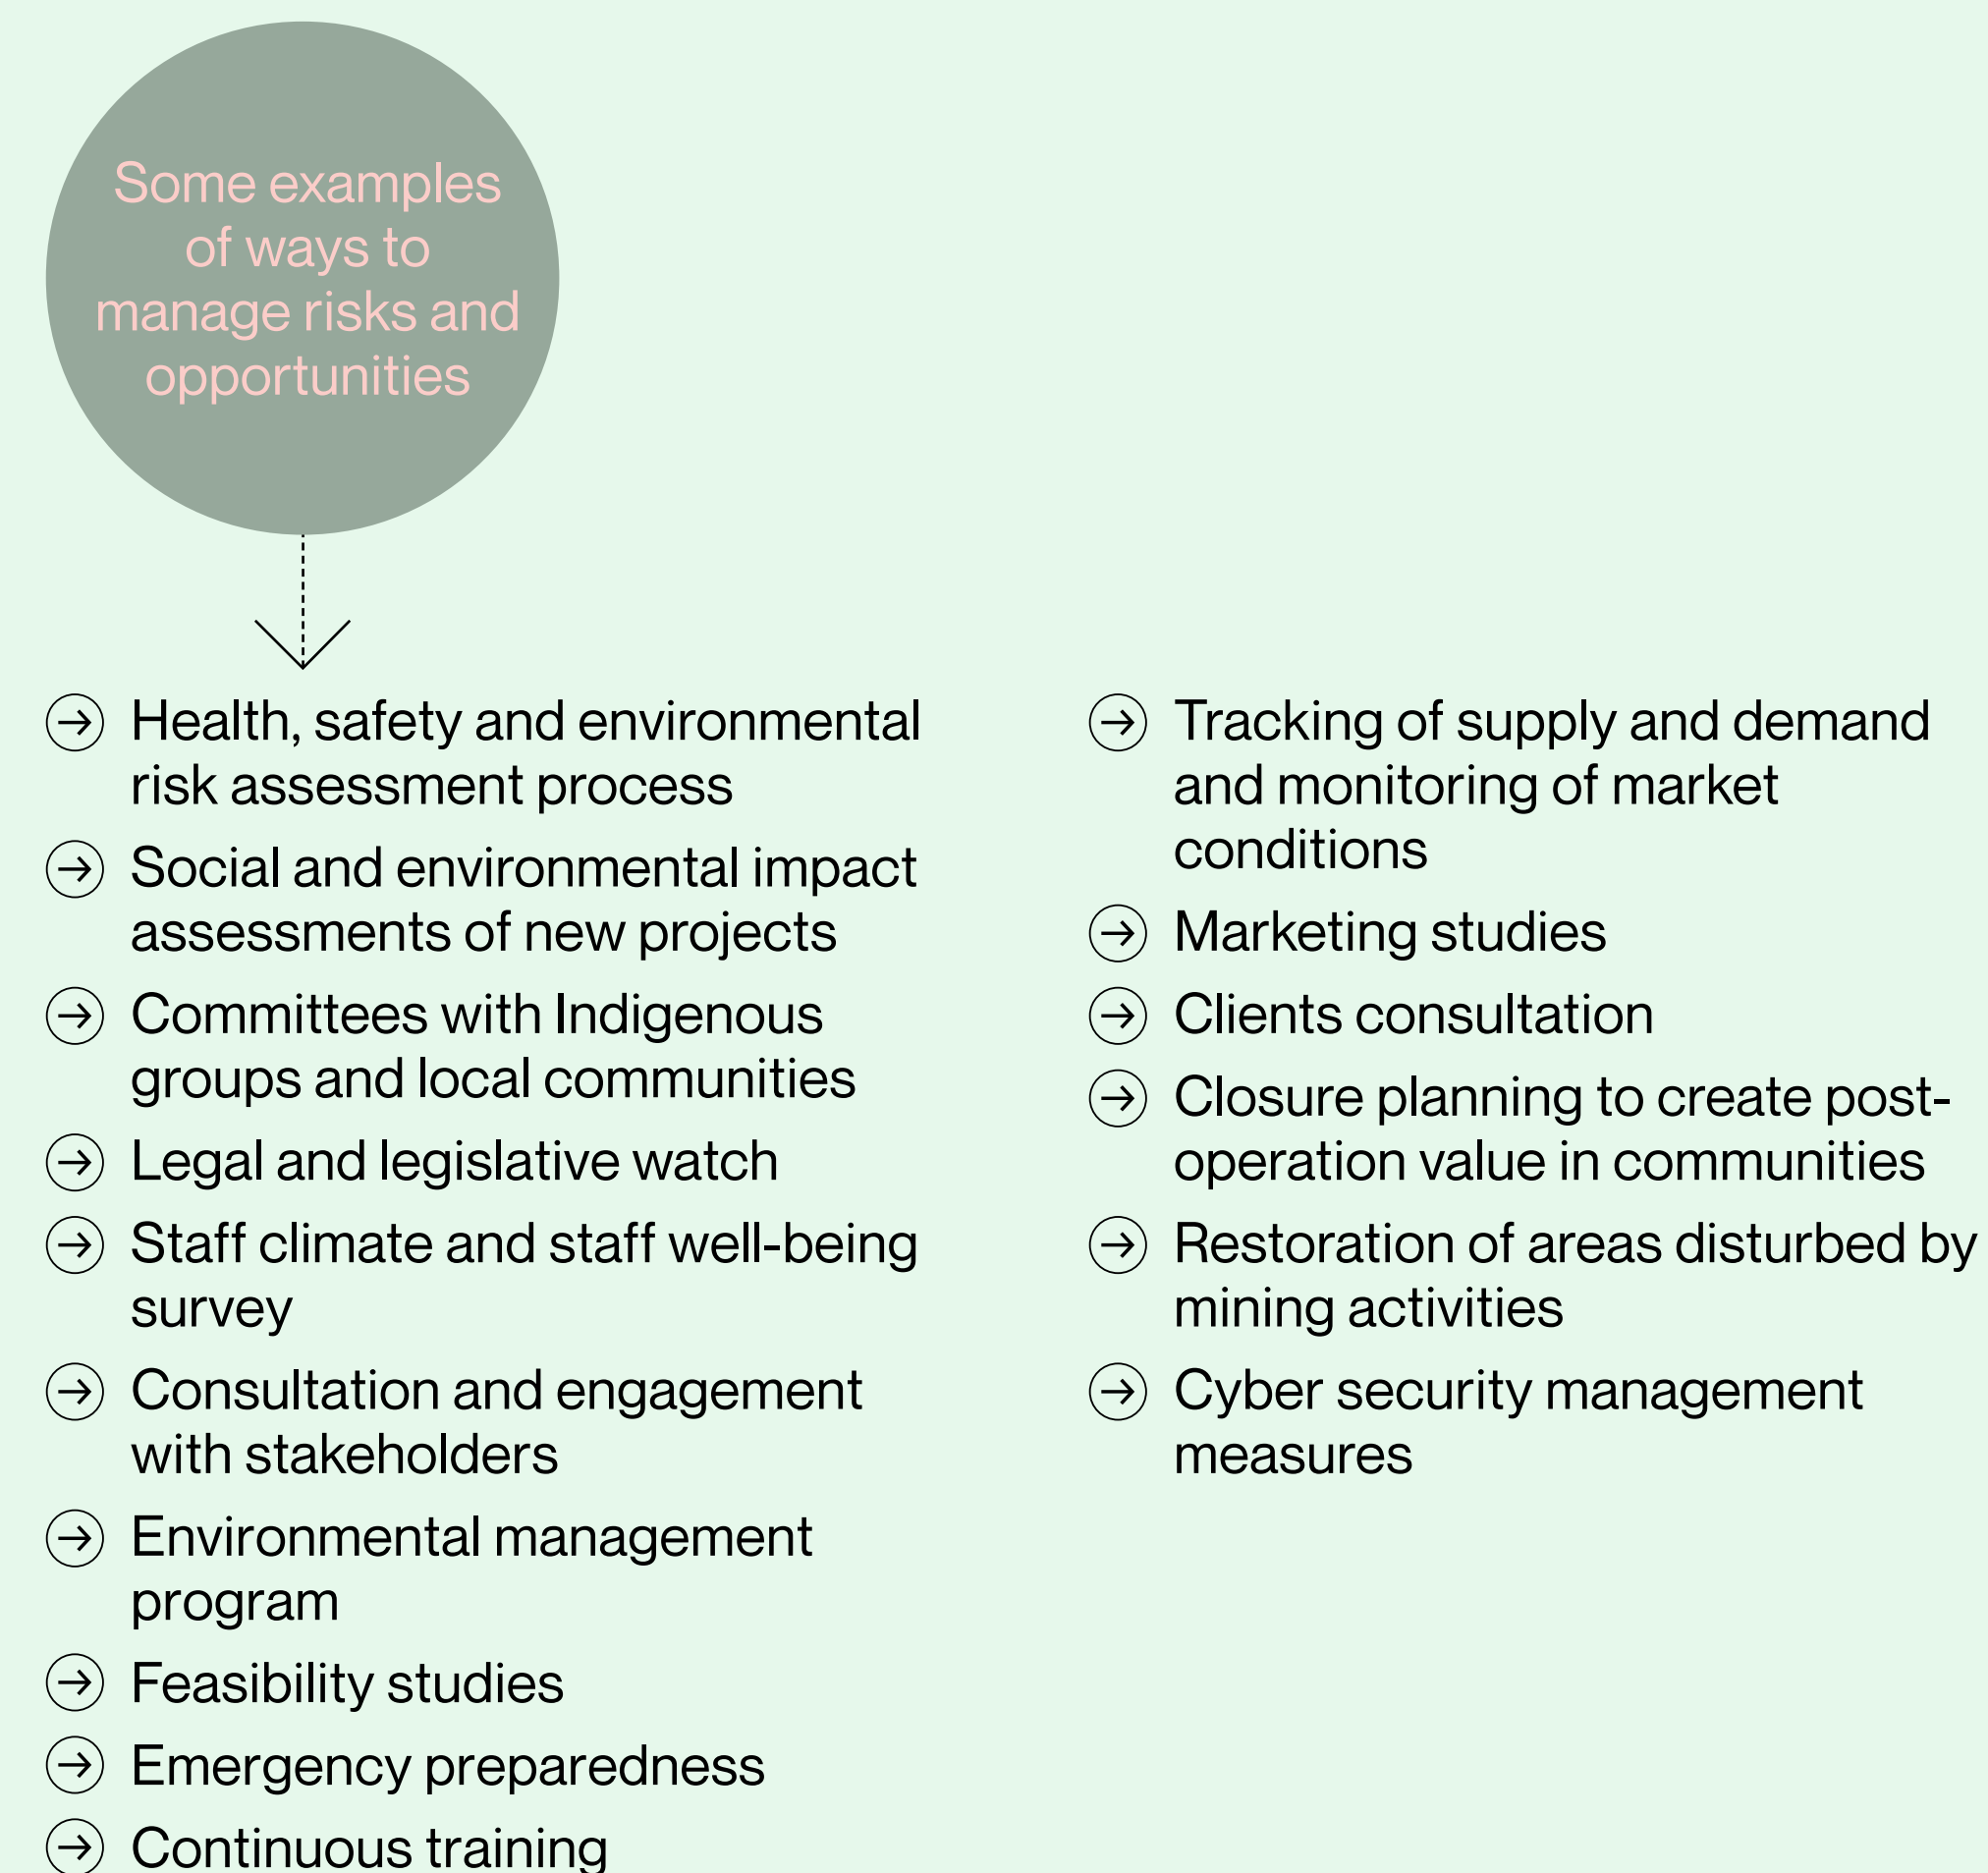 Some examples
of ways to
manage risks and
opportunities
Health, safety and environmental
risk assessment process
Social and environmental impact
assessments of new projects
Committees with Indigenous
groups and local communities
Legal and legislative watch
Staff climate and staff well-being
survey
Consultation and engagement
with stakeholders
Environmental management
program
Feasibility studies
Emergency preparedness
Continuous training
Tracking of supply and demand
and monitoring of market
conditions
Marketing studies
Clients consultation
Closure planning to create post-
operation value in communities
Restoration of areas disturbed by
mining activities
Cyber security management
measures